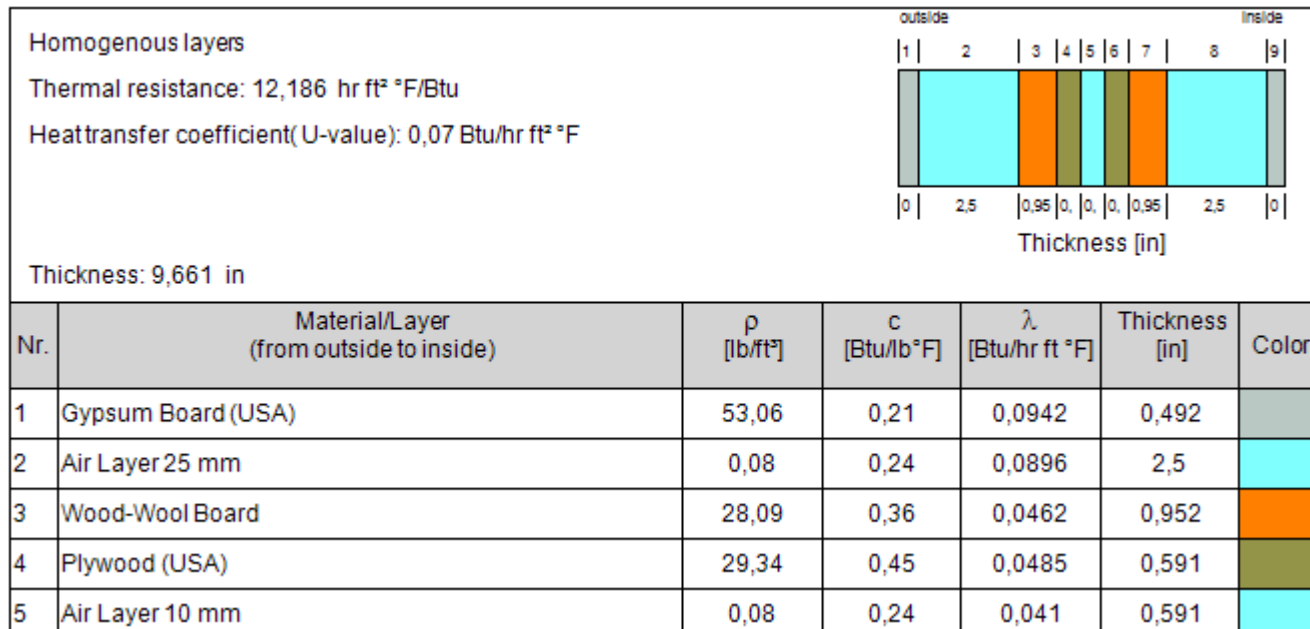 outside inside
Homogenous layers
1 2 3 4 5 6 7 8 9
Thermal resistance: 12,186 hr ft² °F/Btu
Heat transfer coefficient( U-value): 0,07 Btu/hr ft² °F
0 2,5 0,95 0, 0, 0, 0,95 2,5 0
Thickness [in]
Thickness: 9,661 in
Nr. Material/Layer (from outside to inside) ρ [lb/ft³] c [Btu/lb°F] λ [Btu/hr ft °F] Thickness [in] Color
1 Gypsum Board (USA) 53,06 0,21 0,0942 0,492
2 Air Layer 25 mm 0,08 0,24 0,0896 2,5
3 Wood-Wool Board 28,09 0,36 0,0462 0,952
4 Plywood (USA) 29,34 0,45 0,0485 0,591
5 Air Layer 10 mm 0,08 0,24 0,041 0,591